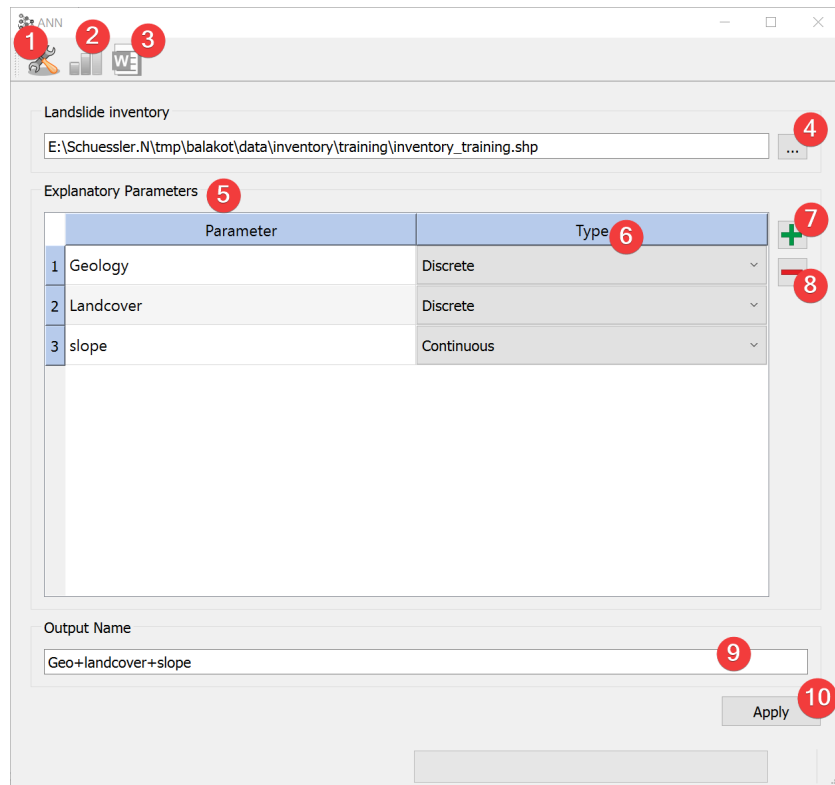 ANN
1 2 3
W
Landslide inventory
E:\Schuessler.N\tmp\balakot\data\inventory\training\inventory_training.shp
...
4
Explanatory Parameters 5
Parameter Type 6
7
1 Geology Discrete
8
2 Landcover Discrete
3 slope Continuous
Output Name
Geo+landcover+slope 9
Apply 10